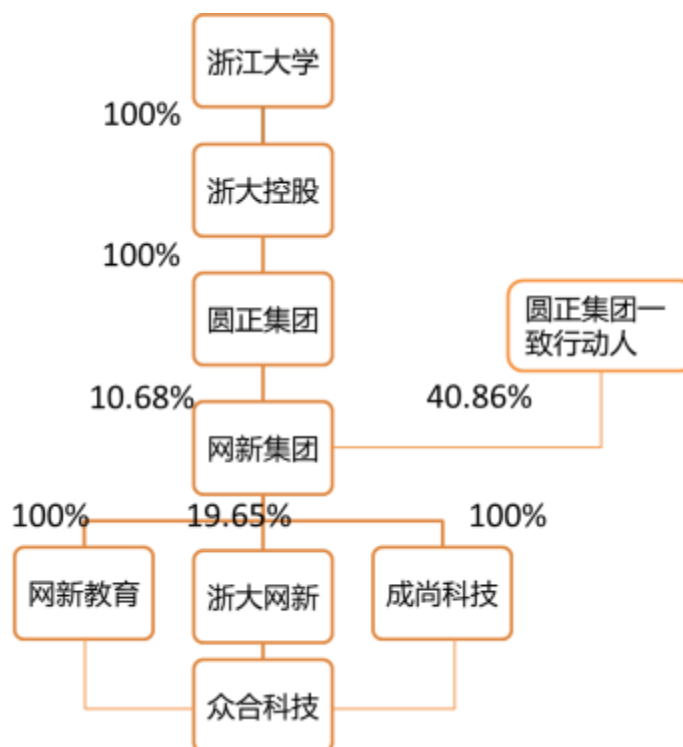 浙江大学
100%
浙大控股
100%
圆正集团
圆正集团一
致行动人
10.68%
40.86%
网新集团
100%
19.65%
100%
网新教育
浙大网新
成尚科技
众合科技